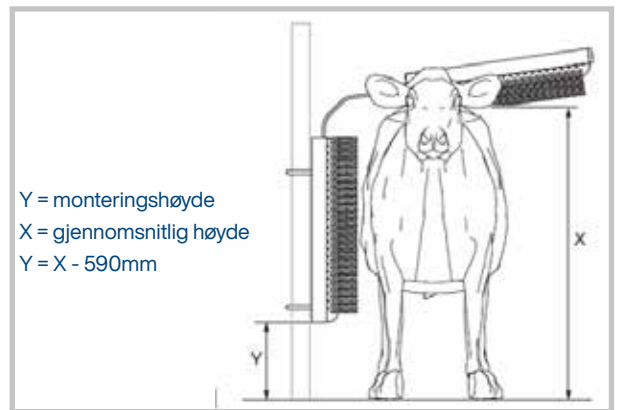 Y = monteringshøyde
X = gjennomsnitlig høyde
Y = X - 590mm
X
Y